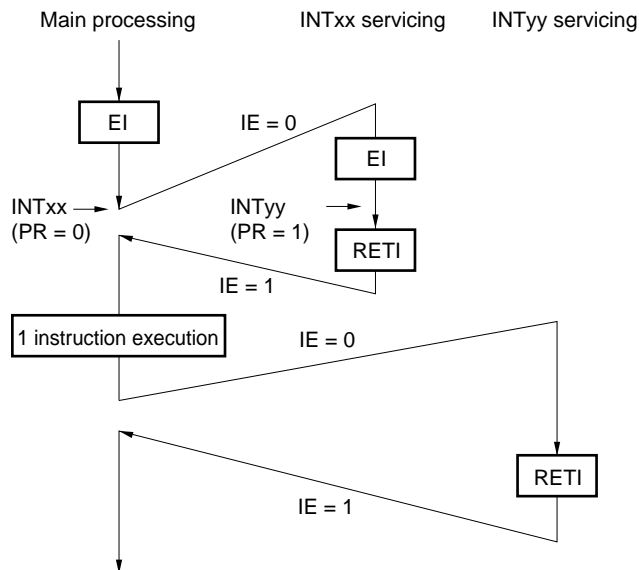 Main processing
INTxx servicing
INTyy servicing
EI
IE = 0
EI
INTxx
(PR = 0)
INTyy
(PR = 1)
RETI
IE = 1
1 instruction execution
IE = 0
RETI
IE = 1